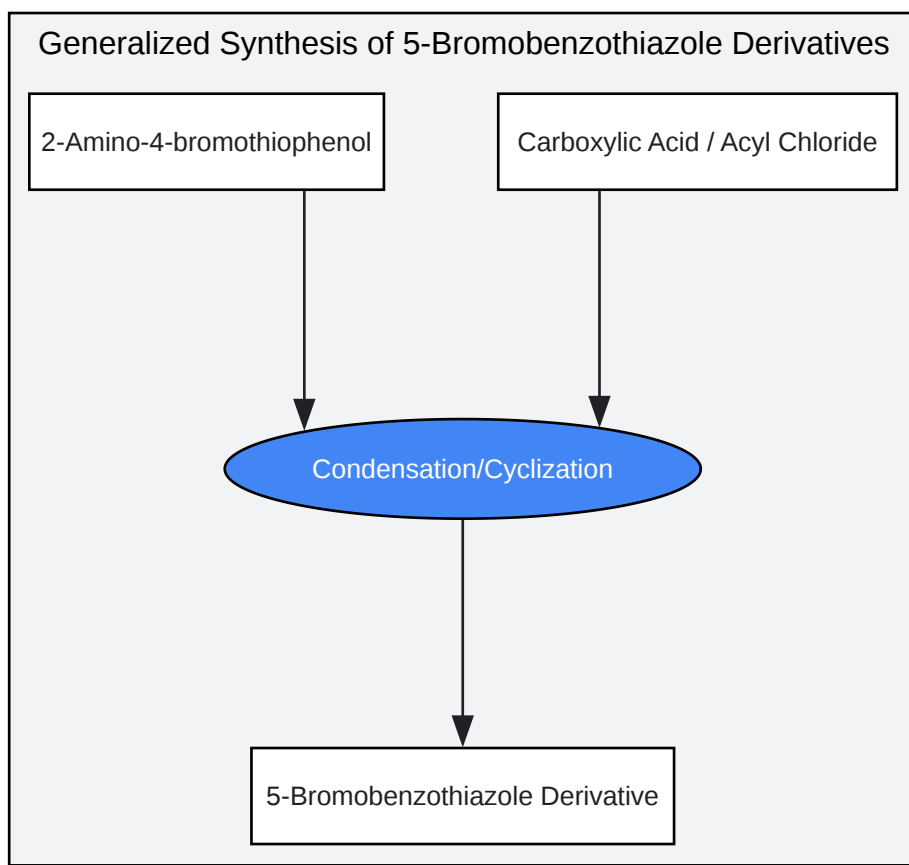 Generalized Synthesis of 5-Bromobenzothiazole Derivatives
2-Amino-4-bromothiophenol
Carboxylic Acid / Acyl Chloride
Condensation/Cyclization
5-Bromobenzothiazole Derivative